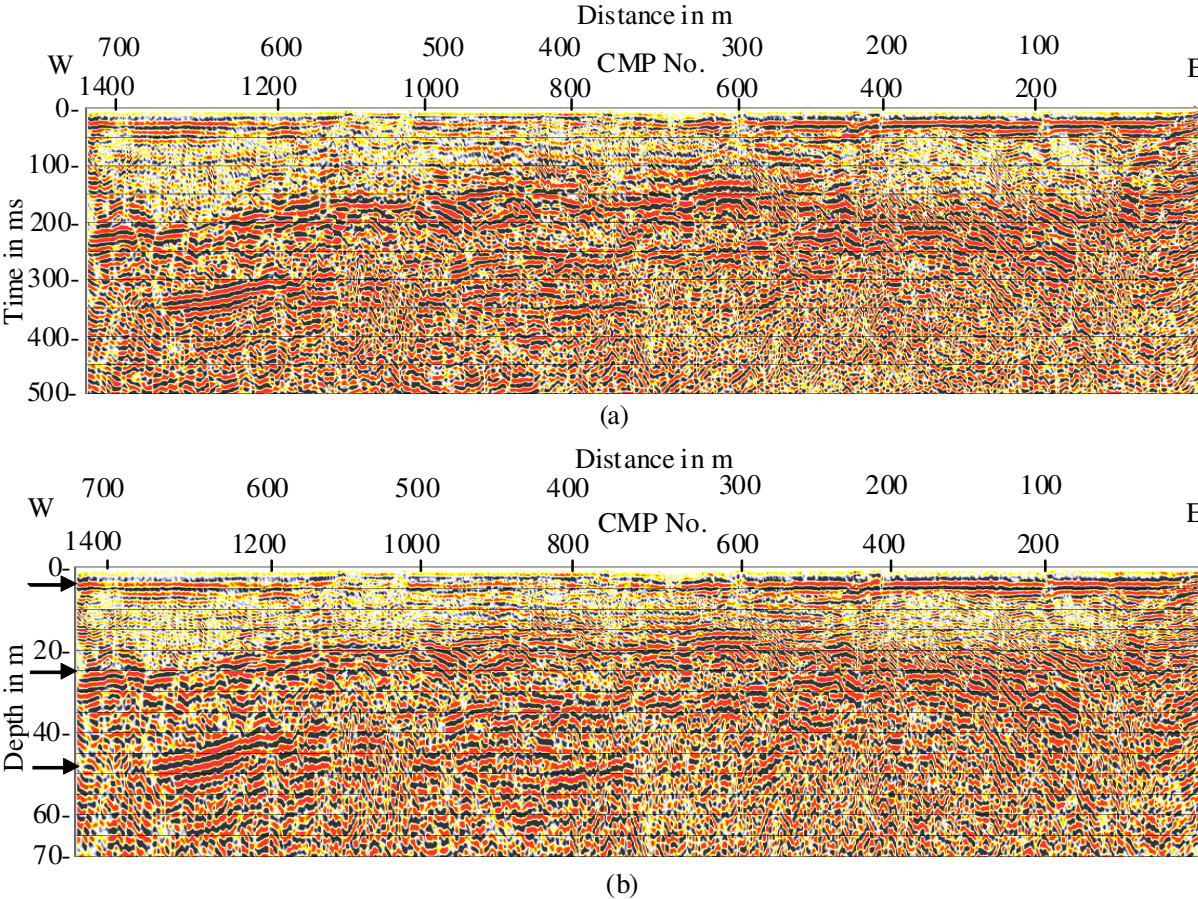 Distance in m
700 600 500 400 300 200 100
W CMP No. E
1400 1200 1000 800 600 400 200
0-
100-
200-
300-
400-
500-
Time in ms
(a)
Distance in m
700 600 500 400 300 200 100
W CMP No. E
1400 1200 1000 800 600 400 200
0-
20-
40-
60-
70-
Depth in m
(b)